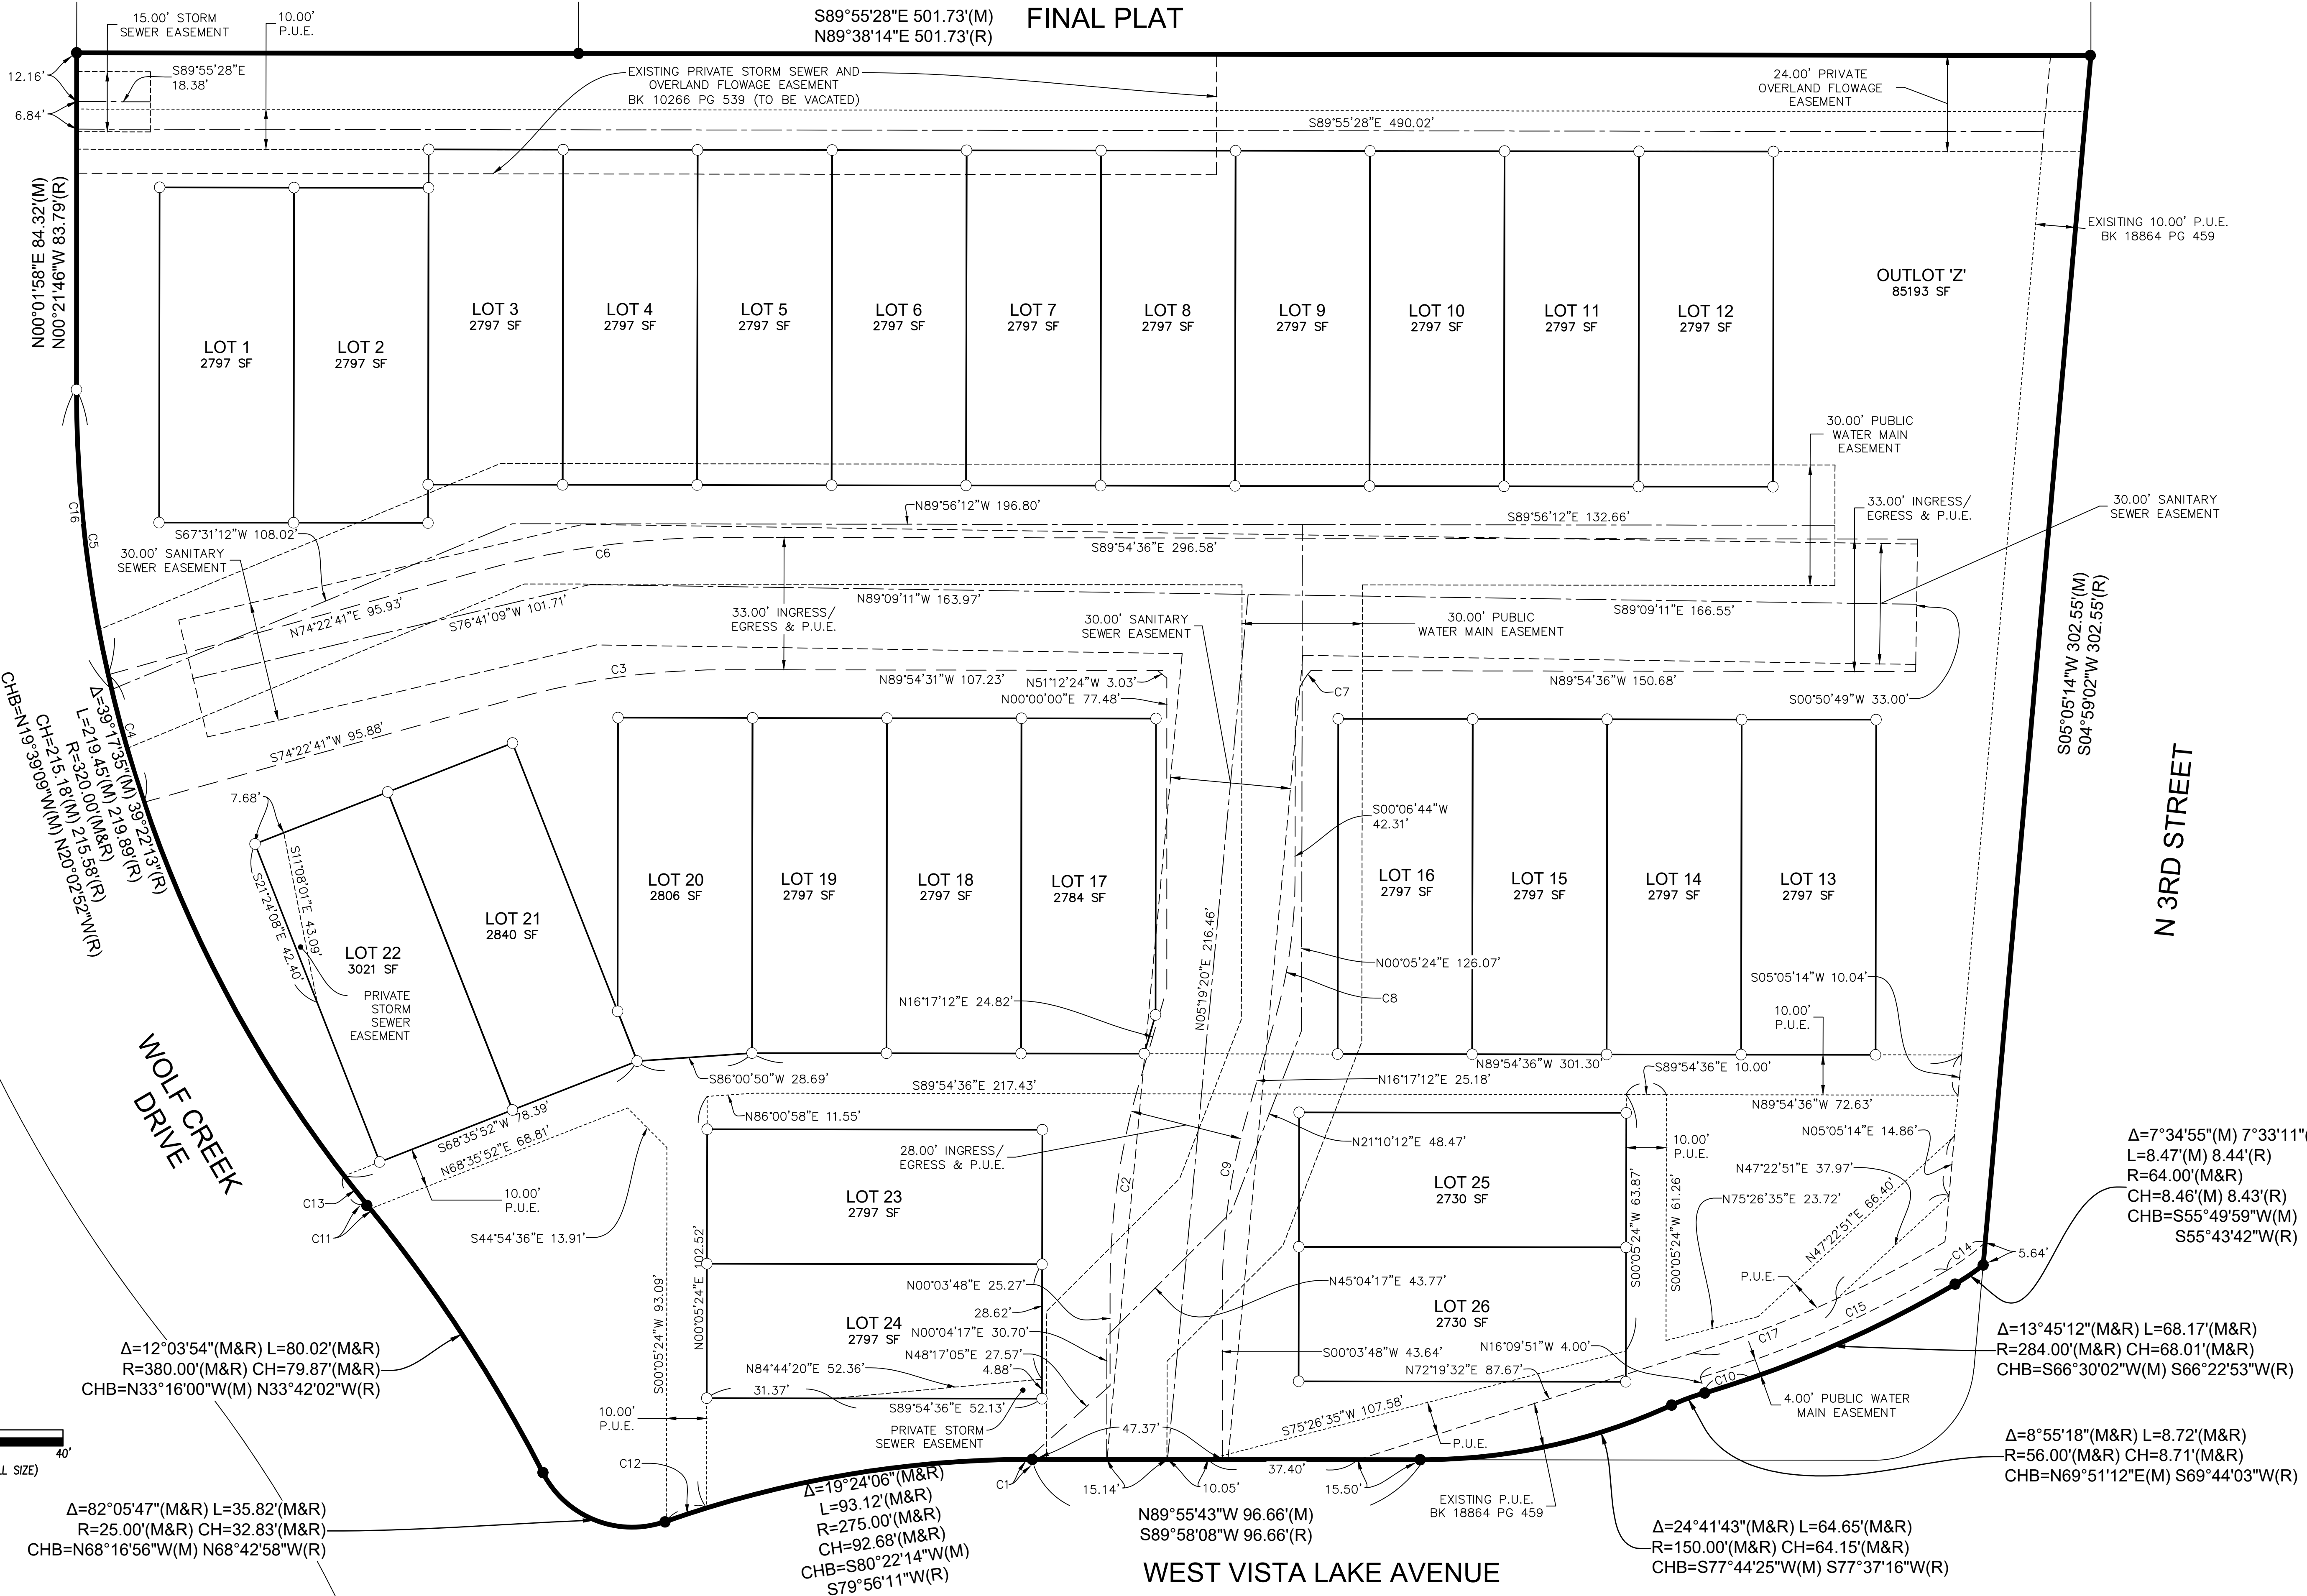 FINAL PLAT
S89°55'28"E 501.73'(M)
N89°38'14"E 501.73'(R)
15.00' STORM
SEWER EASEMENT
10.00'
P.U.E.
12.16'
S89°55'28"E
18.38'
6.84'
EXISTING PRIVATE STORM SEWER AND
OVERLAND FLOWAGE EASEMENT
BK 10266 PG 539 (TO BE VACATED)
24.00' PRIVATE
OVERLAND FLOWAGE
EASEMENT
S89°55'28"E 490.02'
N00°01'58"E 84.32'(M)
N00°21'46"W 83.79'(R)
EXISITING 10.00' P.U.E.
BK 18864 PG 459
OUTLOT 'Z'
85193 SF
LOT 1
2797 SF
LOT 2
2797 SF
LOT 3
2797 SF
LOT 4
2797 SF
LOT 5
2797 SF
LOT 6
2797 SF
LOT 7
2797 SF
LOT 8
2797 SF
LOT 9
2797 SF
LOT 10
2797 SF
LOT 11
2797 SF
LOT 12
2797 SF
30.00' PUBLIC
WATER MAIN
EASEMENT
33.00' INGRESS/
EGRESS & P.U.E.
30.00' SANITARY
SEWER EASEMENT
C16
C5
S67°31'12"W 108.02'
30.00' SANITARY
SEWER EASEMENT
N89°56'12"W 196.80'
S89°56'12"E 132.66'
C6
S89°54'36"E 296.58'
N74°22'41"E 95.93'
S76°41'09"W 101.71'
N89°09'11"W 163.97'
S89°09'11"E 166.55'
33.00' INGRESS/
EGRESS & P.U.E.
30.00' SANITARY
SEWER EASEMENT
30.00' PUBLIC
WATER MAIN EASEMENT
C3
N89°54'31"W 107.23'
N51°12'24"W 3.03'
N00°00'00"E 77.48'
C7
N89°54'36"W 150.68'
S00°50'49"W 33.00'
S05°05'14"W 302.55'(M)
S04°59'02"W 302.55'(R)
N 3RD STREET
C4
S74°22'41"W 95.88'
Δ=39°17'35"(M) 39°22'13"(R)
L=219.45'(M) 219.89'(R)
R=320.00'(M&R)
CH=215.18'(M) 215.58'(R)
CHB=N19°39'09"W(M) N20°02'52"W(R)
7.68'
S11°08'01"E 43.09'
S21°24'08"E 42.40'
LOT 22
3021 SF
PRIVATE
STORM
SEWER
EASEMENT
LOT 21
2840 SF
LOT 20
2806 SF
LOT 19
2797 SF
LOT 18
2797 SF
LOT 17
2784 SF
LOT 16
2797 SF
LOT 15
2797 SF
LOT 14
2797 SF
LOT 13
2797 SF
S00°06'44"W
42.31'
N05°19'20"E 216.46'
N00°05'24"E 126.07'
C8
N16°17'12"E 24.82'
S05°05'14"W 10.04'
10.00'
P.U.E.
WOLF CREEK
DRIVE
S86°00'50"W 28.69'
S89°54'36"E 217.43'
N89°54'36"W 301.30'
S89°54'36"E 10.00'
N16°17'12"E 25.18'
N89°54'36"W 72.63'
N86°00'58"E 11.55'
S68°35'52"W 78.39'
N68°35'52"E 68.81'
C13
C11
10.00'
P.U.E.
S44°54'36"E 13.91'
28.00' INGRESS/
EGRESS & P.U.E.
C2
C9
N21°10'12"E 48.47'
10.00'
P.U.E.
N05°05'14"E 14.86'
N47°22'51"E 37.97'
N75°26'35"E 23.72'
N47°22'51"E 66.40'
LOT 23
2797 SF
LOT 24
2797 SF
LOT 25
2730 SF
LOT 26
2730 SF
S00°05'24"W 93.09'
N00°05'24"E 102.52'
S00°05'24"W 63.87'
S00°05'24"W 61.26'
N00°03'48"E 25.27'
28.62'
N00°04'17"E 30.70'
N48°17'05"E 27.57'
4.88'
N84°44'20"E 52.36'
31.37'
S89°54'36"E 52.13'
PRIVATE STORM
SEWER EASEMENT
N45°04'17"E 43.77'
S00°03'48"W 43.64'
N16°09'51"W 4.00'
N72°19'32"E 87.67'
S75°26'35"W 107.58'
P.U.E.
P.U.E.
C14
5.64'
C15
C17
C10
4.00' PUBLIC WATER
MAIN EASEMENT
10.00'
P.U.E.
C12
C1
47.37'
37.40'
15.14'
10.05'
15.50'
EXISTING P.U.E.
BK 18864 PG 459
N89°55'43"W 96.66'(M)
S89°58'08"W 96.66'(R)
WEST VISTA LAKE AVENUE
Δ=12°03'54"(M&R) L=80.02'(M&R)
R=380.00'(M&R) CH=79.87'(M&R)
CHB=N33°16'00"W(M) N33°42'02"W(R)
40'
Δ=82°05'47"(M&R) L=35.82'(M&R)
R=25.00'(M&R) CH=32.83'(M&R)
CHB=N68°16'56"W(M) N68°42'58"W(R)
Δ=19°24'06"(M&R)
L=93.12'(M&R)
R=275.00'(M&R)
CH=92.68'(M&R)
CHB=S80°22'14"W(M)
S79°56'11"W(R)
Δ=7°34'55"(M) 7°33'11"(
L=8.47'(M) 8.44'(R)
R=64.00'(M&R)
CH=8.46'(M) 8.43'(R)
CHB=S55°49'59"W(M)
S55°43'42"W(R)
Δ=13°45'12"(M&R) L=68.17'(M&R)
R=284.00'(M&R) CH=68.01'(M&R)
CHB=S66°30'02"W(M) S66°22'53"W(R)
Δ=8°55'18"(M&R) L=8.72'(M&R)
R=56.00'(M&R) CH=8.71'(M&R)
CHB=N69°51'12"E(M) S69°44'03"W(R)
Δ=24°41'43"(M&R) L=64.65'(M&R)
R=150.00'(M&R) CH=64.15'(M&R)
CHB=S77°44'25"W(M) S77°37'16"W(R)
SIZE)